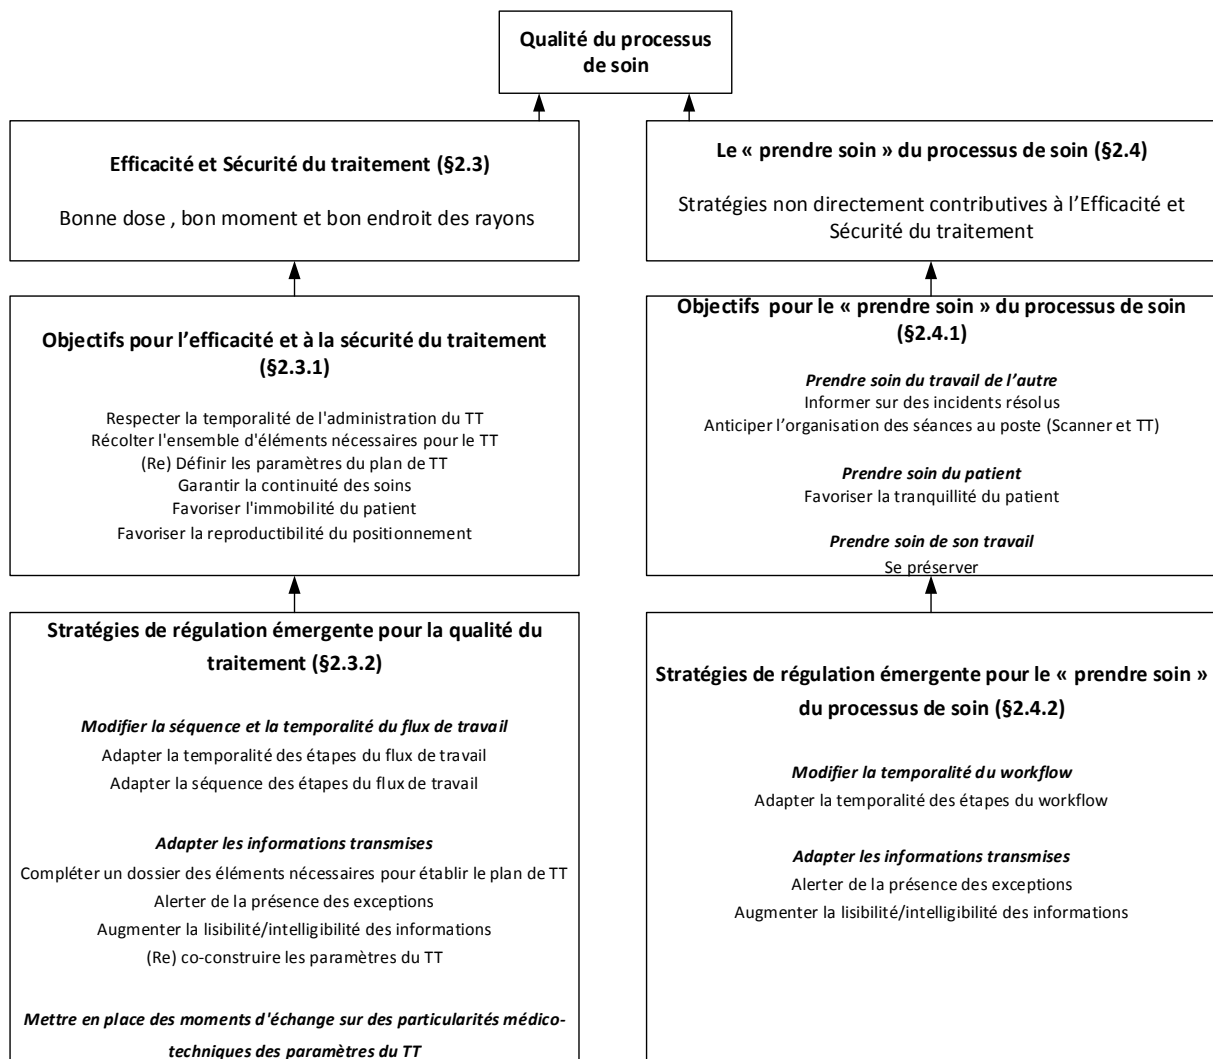 Qualité du processus
de soin
Efficacité et Sécurité du traitement (§2.3)
Bonne dose , bon moment et bon endroit des rayons
Le « prendre soin » du processus de soin (§2.4)
Stratégies non directement contributives à l’Efficacité et
Sécurité du traitement
Objectifs pour l’efficacité et à la sécurité du traitement
(§2.3.1)
Respecter la temporalité de l'administration du TT
Récolter l'ensemble d'éléments nécessaires pour le TT
(Re) Définir les paramètres du plan de TT
Garantir la continuité des soins
Favoriser l'immobilité du patient
Favoriser la reproductibilité du positionnement
Objectifs pour le « prendre soin » du processus de soin
(§2.4.1)
Prendre soin du travail de l’autre
Informer sur des incidents résolus
Anticiper l’organisation des séances au poste (Scanner et TT)
Prendre soin du patient
Favoriser la tranquillité du patient
Prendre soin de son travail
Se préserver
Stratégies de régulation émergente pour la qualité du
traitement (§2.3.2)
Modifier la séquence et la temporalité du flux de travail
Adapter la temporalité des étapes du flux de travail
Adapter la séquence des étapes du flux de travail
Adapter les informations transmises
Compléter un dossier des éléments nécessaires pour établir le plan de TT
Alerter de la présence des exceptions
Augmenter la lisibilité/intelligibilité des informations
(Re) co-construire les paramètres du TT
Mettre en place des moments d'échange sur des particularités médico-
techniques des paramètres du TT
Stratégies de régulation émergente pour le « prendre soin »
du processus de soin (§2.4.2)
Modifier la temporalité du workflow
Adapter la temporalité des étapes du workflow
Adapter les informations transmises
Alerter de la présence des exceptions
Augmenter la lisibilité/intelligibilité des informations